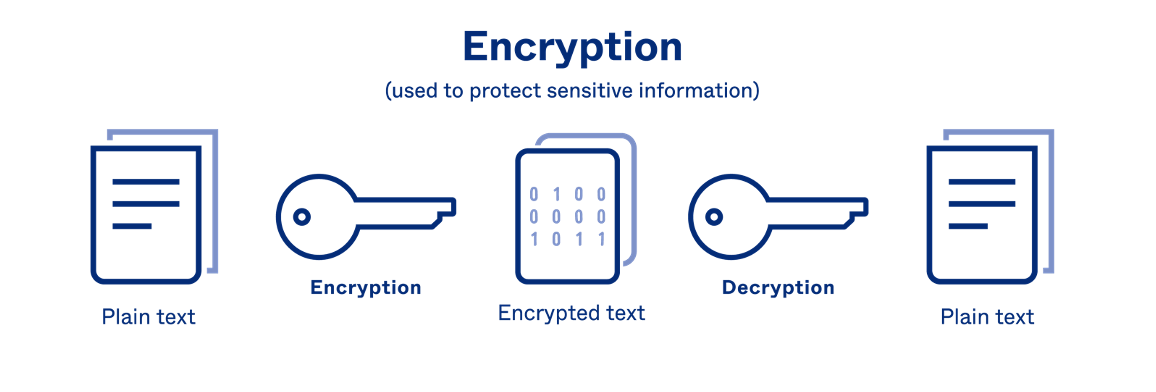 Encryption
(used to protect sensitive information)
0 1 0 0
0 0 0 0
1 0 1 1
Encryption
Decryption
Plain text
Encrypted text
Plain text